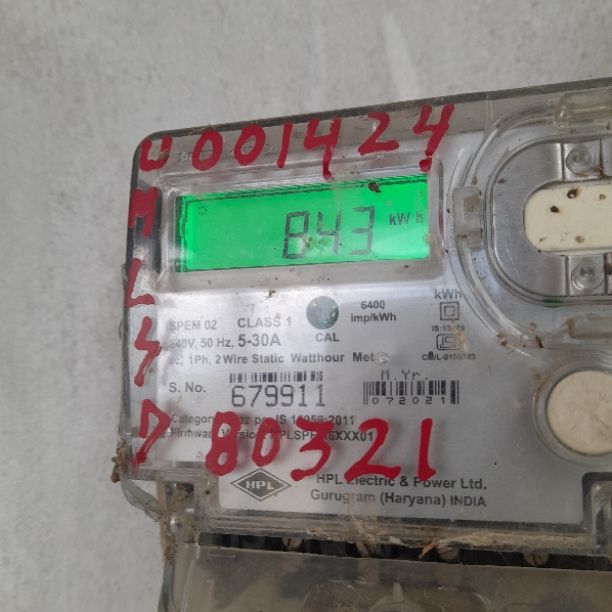 U001424
M
L
843 kWh
SPEM 02 CLASS 1 6400 imp/kWh kWh
240V, 50 Hz, 5-30A CAL IS:13779
ac, 1Ph, 2 Wire Static Watthour Meter
S. No. 679911 M.Yr. 072021
80321
HPL HPL Electric & Power Ltd.
Gurugram (Haryana) INDIA